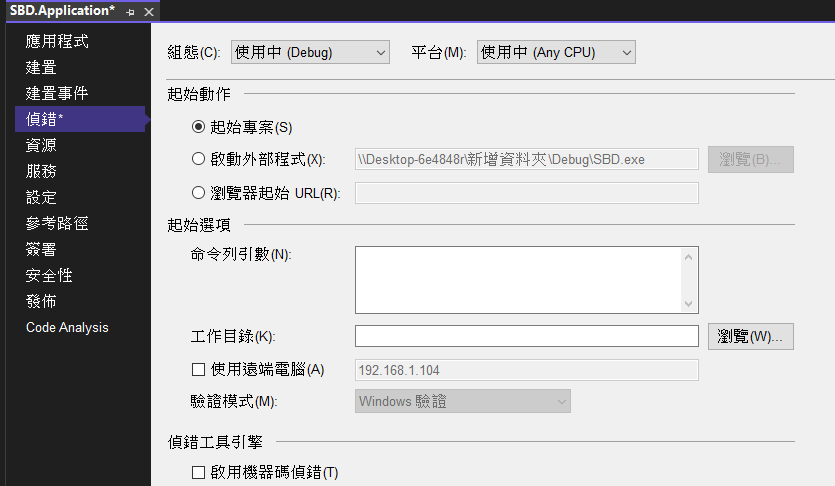 SBD.Application*
應用程式
建置
建置事件
偵錯*
資源
服務
設定
參考路徑
簽署
安全性
發佈
Code Analysis
組態(C): 使用中 (Debug) 平台(M): 使用中 (Any CPU)
起始動作
起始專案(S)
啟動外部程式(X): \\Desktop-6e4848r\新增資料夾\Debug\SBD.exe 瀏覽(B)...
瀏覽器起始 URL(R):
起始選項
命令列引數(N):
工作目錄(K): 瀏覽(W)...
使用遠端電腦(A) 192.168.1.104
驗證模式(M): Windows 驗證
偵錯工具引擎
啟用機器碼偵錯(T)